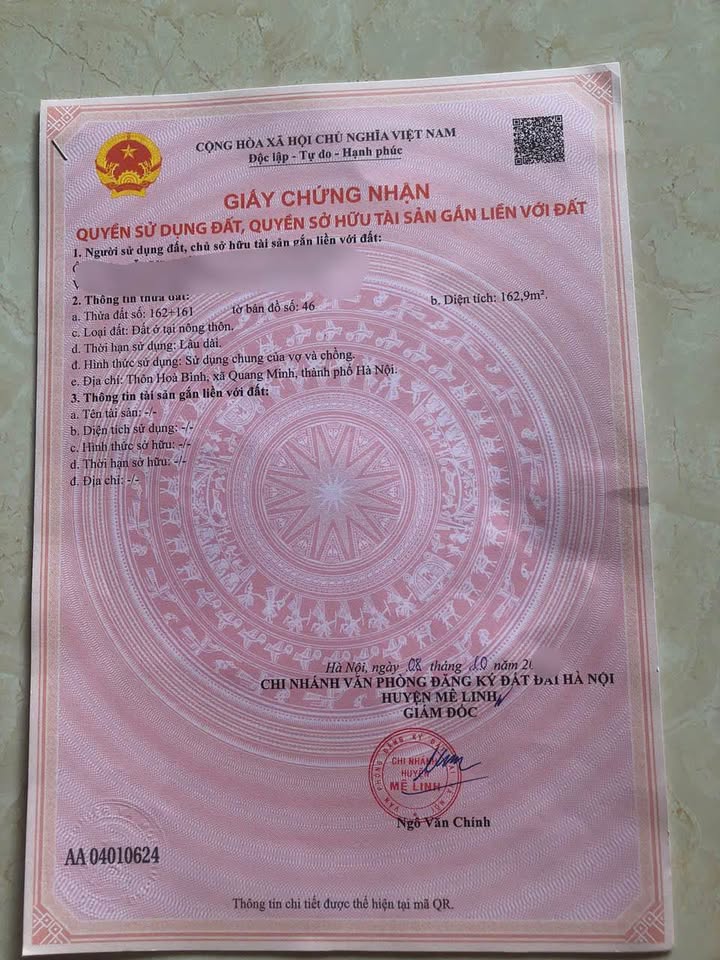 CỘNG HÒA XÃ HỘI CHỦ NGHĨA VIỆT NAM
Độc lập - Tự do - Hạnh phúc
GIẤY CHỨNG NHẬN
QUYỀN SỬ DỤNG ĐẤT, QUYỀN SỞ HỮU TÀI SẢN GẮN LIỀN VỚI ĐẤT
1. Người sử dụng đất, chủ sở hữu tài sản gắn liền với đất:
2. Thông tin thửa đất:
a. Thửa đất số: 162+161 tờ bản đồ số: 46 b. Diện tích: 162,9m².
c. Loại đất: Đất ở tại nông thôn.
d. Thời hạn sử dụng: Lâu dài.
đ. Hình thức sử dụng: Sử dụng chung của vợ và chồng.
e. Địa chỉ: Thôn Hoà Bình, xã Quang Minh, thành phố Hà Nội.
3. Thông tin tài sản gắn liền với đất:
a. Tên tài sản: -/-
b. Diện tích sử dụng: -/-
c. Hình thức sở hữu: -/-
d. Thời hạn sở hữu: -/-
đ. Địa chỉ: -/-
Hà Nội, ngày 08 tháng 10 năm 20
CHI NHÁNH VĂN PHÒNG ĐĂNG KÝ ĐẤT ĐAI HÀ NỘI
HUYỆN MÊ LINH
GIÁM ĐỐC
CHI NHÁNH
HUYỆN
MÊ LINH
Ngô Văn Chính
AA 04010624
Thông tin chi tiết được thể hiện tại mã QR.